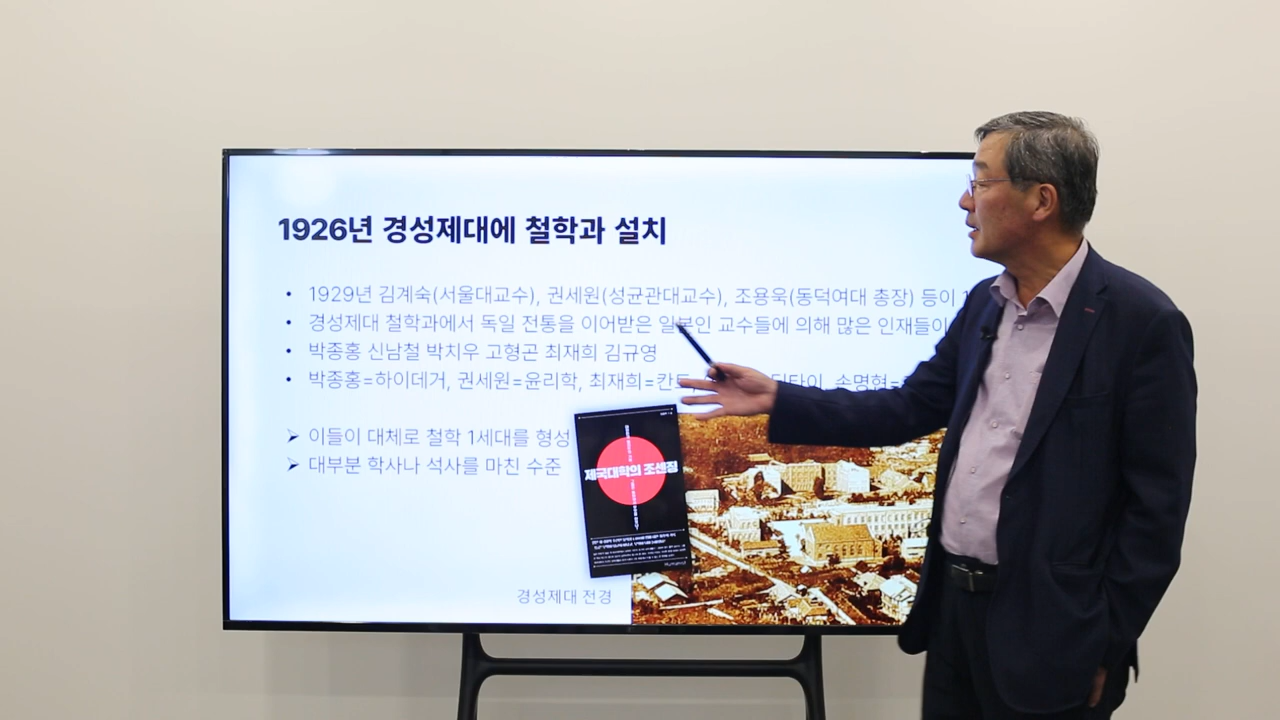 1926년 경성제대에 철학과 설치
• 1929년 김계숙(서울대교수), 권세원(성균관대교수), 조용욱(동덕여대 총장) 등이
• 경성제대 철학과에서 독일 전통을 이어받은 일본인 교수들에 의해 많은 인재들이
• 박종홍 신남철 박치우 고형곤 최재희 김규영
• 박종홍=하이데거, 권세원=윤리학, 최재희=칸트, 딜타이, 송명현=
➢ 이들이 대체로 철학 1세대를 형성
➢ 대부분 학사나 석사를 마친 수준
제국대학의 조센징
경성제대 전경